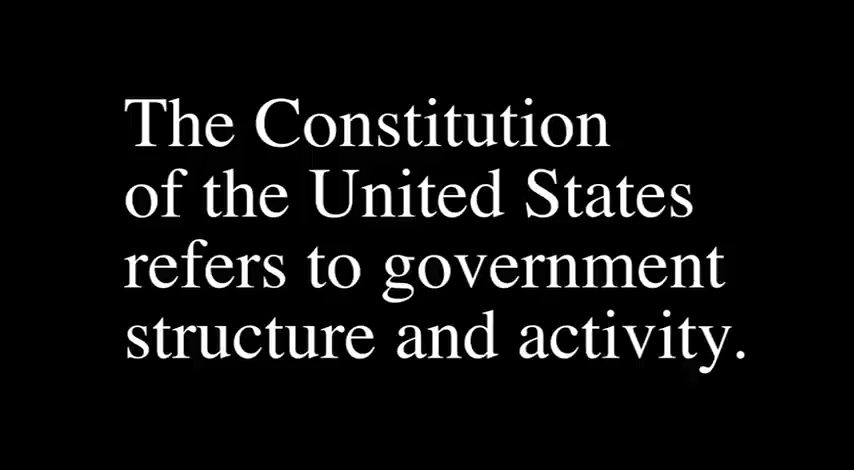 The Constitution
of the United States
refers to government
structure and activity.